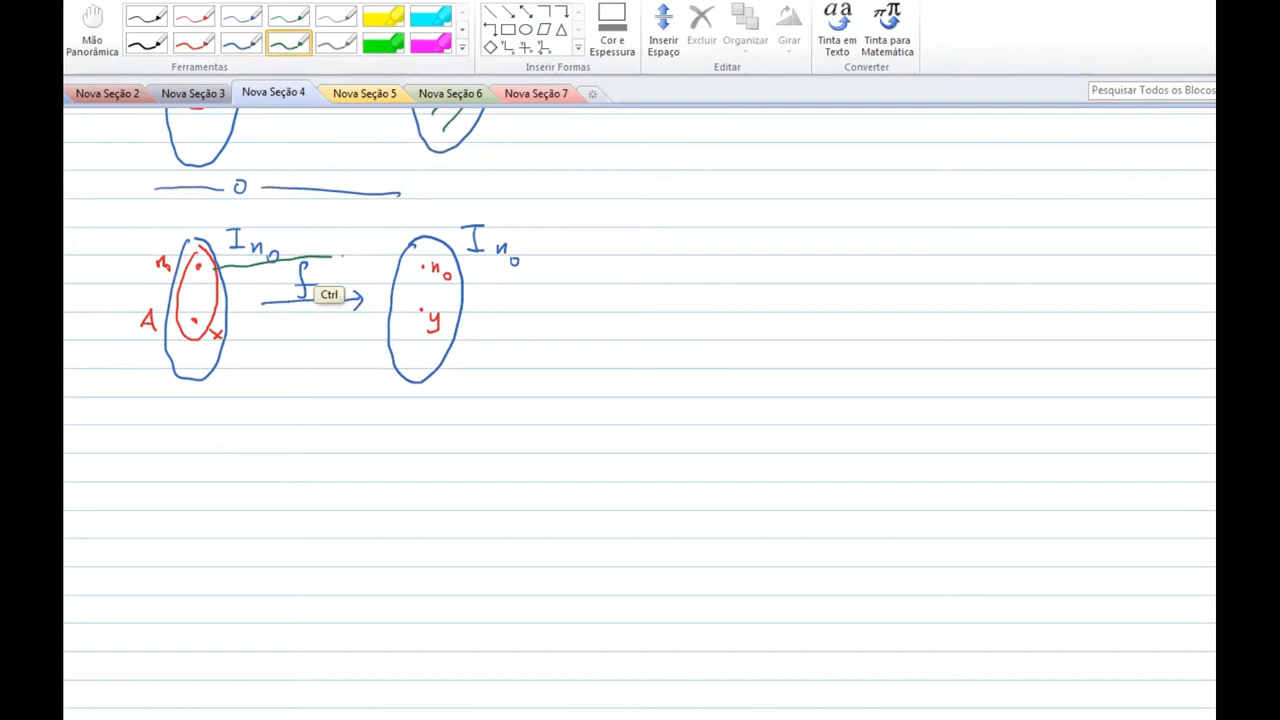 Mão
Panorâmica
Ferramentas
Cor e
Espessura
Inserir Formas
Inserir
Espaço
Excluir
Organizar
Girar
Editar
aa
Tinta em
Texto
ππ
Tinta para
Matemática
Converter
Nova Seção 2
Nova Seção 3
Nova Seção 4
Nova Seção 5
Nova Seção 6
Nova Seção 7
Pesquisar Todos os Blocos
0
I n0
I n0
f
Ctrl
n0
A
x
y